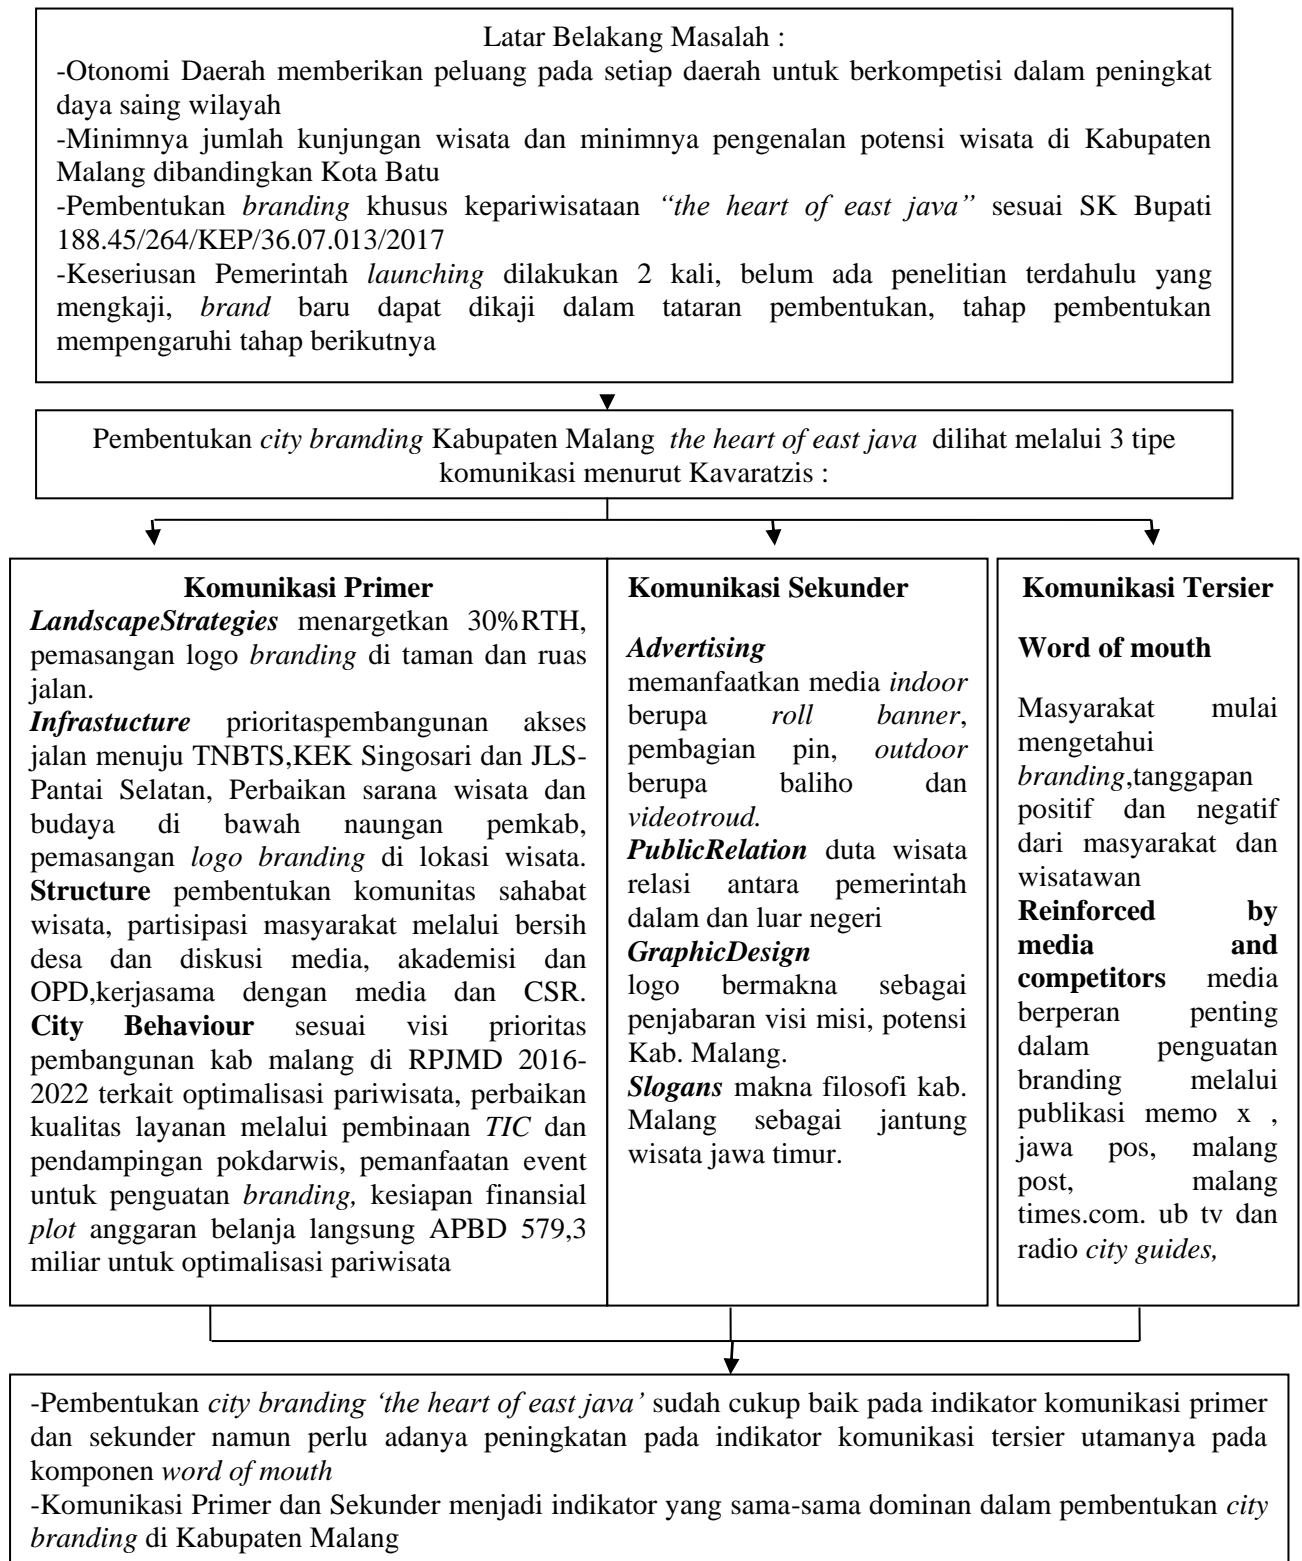 Latar Belakang Masalah :
-Otonomi Daerah memberikan peluang pada setiap daerah untuk berkompetisi dalam peningkat
daya saing wilayah
-Minimnya jumlah kunjungan wisata dan minimnya pengenalan potensi wisata di Kabupaten
Malang dibandingkan Kota Batu
-Pembentukan branding khusus kepariwisataan “the heart of east java” sesuai SK Bupati
188.45/264/KEP/36.07.013/2017
-Keseriusan Pemerintah launching dilakukan 2 kali, belum ada penelitian terdahulu yang
mengkaji, brand baru dapat dikaji dalam tataran pembentukan, tahap pembentukan
mempengaruhi tahap berikutnya
Pembentukan city bramding Kabupaten Malang the heart of east java dilihat melalui 3 tipe
komunikasi menurut Kavaratzis :
Komunikasi Primer
LandscapeStrategies menargetkan 30%RTH,
pemasangan logo branding di taman dan ruas
jalan.
Infrastucture prioritaspembangunan akses
jalan menuju TNBTS,KEK Singosari dan JLS-
Pantai Selatan, Perbaikan sarana wisata dan
budaya di bawah naungan pemkab,
pemasangan logo branding di lokasi wisata.
Structure pembentukan komunitas sahabat
wisata, partisipasi masyarakat melalui bersih
desa dan diskusi media, akademisi dan
OPD,kerjasama dengan media dan CSR.
City Behaviour sesuai visi prioritas
pembangunan kab malang di RPJMD 2016-
2022 terkait optimalisasi pariwisata, perbaikan
kualitas layanan melalui pembinaan TIC dan
pendampingan pokdarwis, pemanfaatan event
untuk penguatan branding, kesiapan finansial
plot anggaran belanja langsung APBD 579,3
miliar untuk optimalisasi pariwisata
Komunikasi Sekunder
Advertising
memanfaatkan media indoor
berupa roll banner,
pembagian pin, outdoor
berupa baliho dan
videotroud.
PublicRelation duta wisata
relasi antara pemerintah
dalam dan luar negeri
GraphicDesign
logo bermakna sebagai
penjabaran visi misi, potensi
Kab. Malang.
Slogans makna filosofi kab.
Malang sebagai jantung
wisata jawa timur.
Komunikasi Tersier
Word of mouth
Masyarakat mulai
mengetahui
branding,tanggapan
positif dan negatif
dari masyarakat dan
wisatawan
Reinforced by
media and
competitors media
berperan penting
dalam penguatan
branding melalui
publikasi memo x ,
jawa pos, malang
post, malang
times.com. ub tv dan
radio city guides,
-Pembentukan city branding ‘the heart of east java’ sudah cukup baik pada indikator komunikasi primer
dan sekunder namun perlu adanya peningkatan pada indikator komunikasi tersier utamanya pada
komponen word of mouth
-Komunikasi Primer dan Sekunder menjadi indikator yang sama-sama dominan dalam pembentukan city
branding di Kabupaten Malang